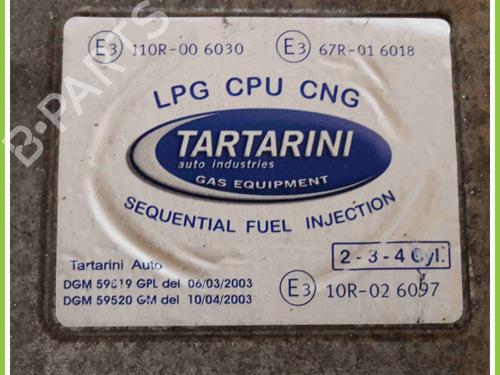 E3 110R-00 6030 E3 67R-01 6018
LPG CPU CNG
TARTARINI
auto industries
GAS EQUIPMENT
SEQUENTIAL FUEL INJECTION
2 - 3 - 4 Cyl.
Tartarini Auto
DGM 59519 GPL del 06/03/2003
DGM 59520 GM del 10/04/2003
E3 10R-02 6097
B-PARTS